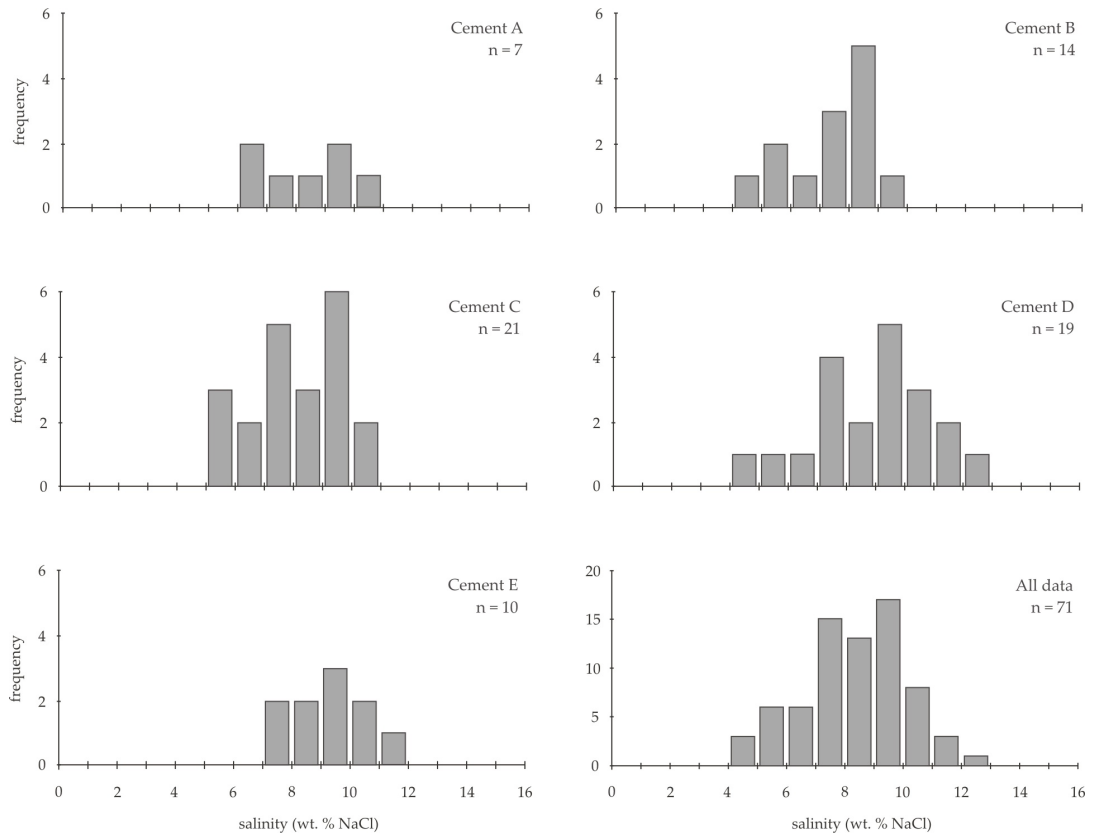 Cement A
n = 7
6
4
2
0
frequency
Cement B
n = 14
6
4
2
0
Cement C
n = 21
6
4
2
0
frequency
Cement D
n = 19
6
4
2
0
Cement E
n = 10
6
4
2
0
frequency
0 2 4 6 8 10 12 14 16
salinity (wt. % NaCl)
All data
n = 71
20
15
10
5
0
0 2 4 6 8 10 12 14 16
salinity (wt. % NaCl)